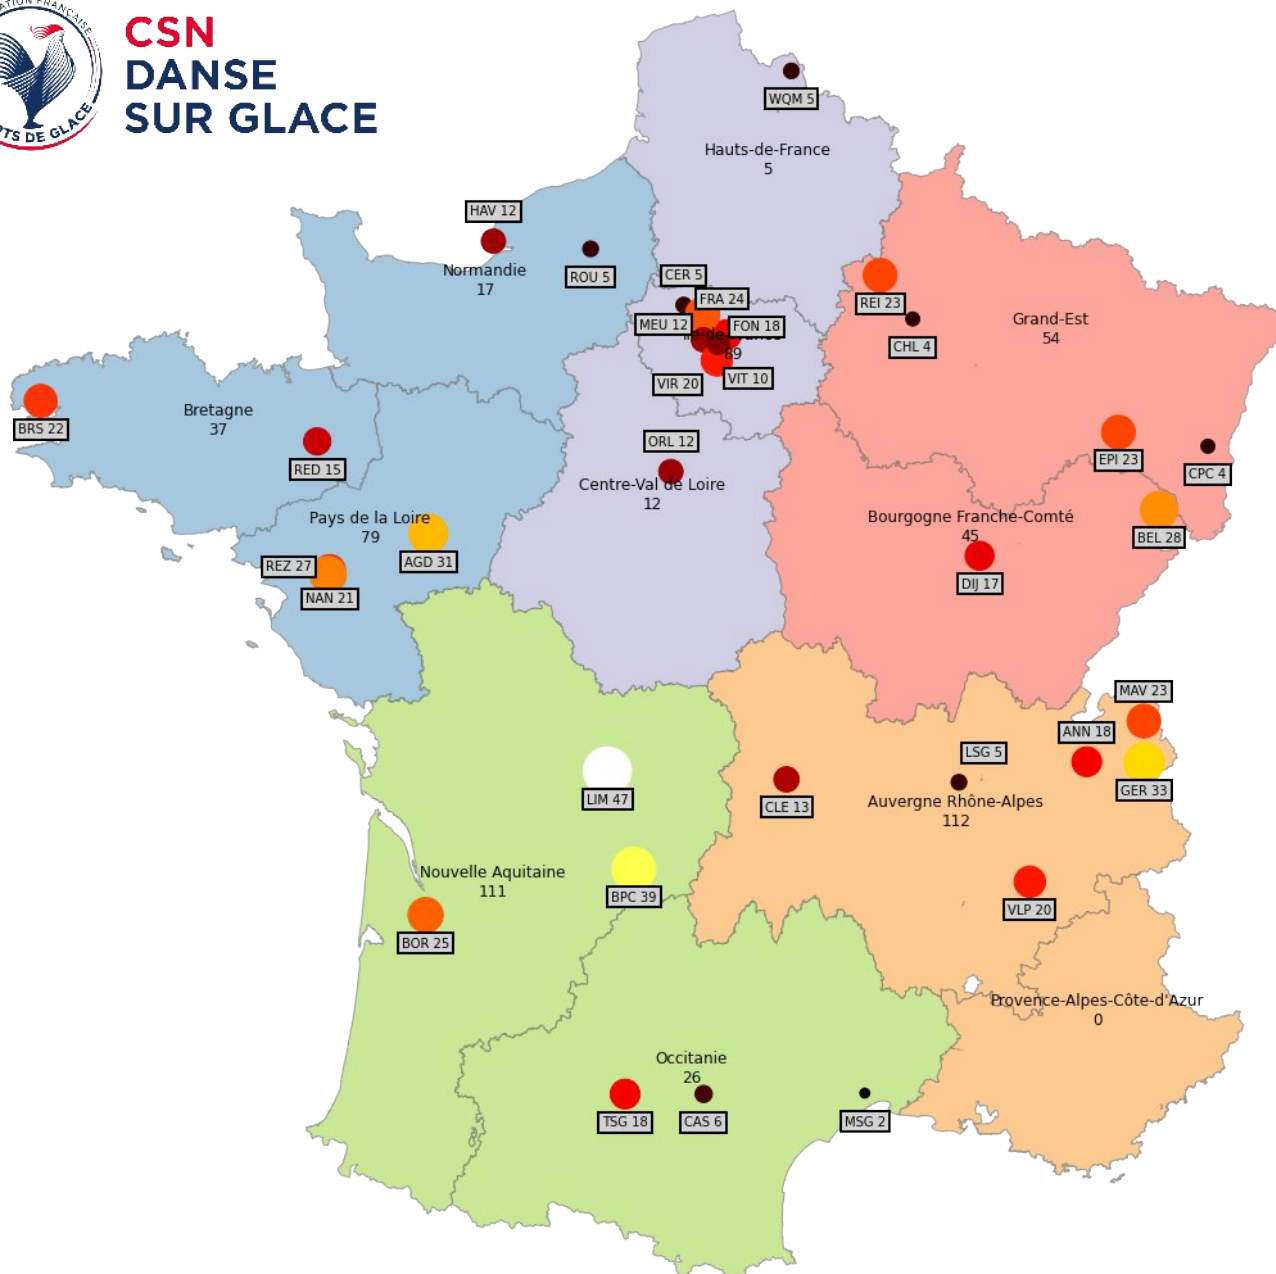 CSN
DANSE
SUR GLACE
TS DE GLACE
WQM 5
Hauts-de-France
5
HAV 12
ROU 5
Normandie
17
CER 5
FRA 24
MEU 12
FON 18
89
VIR 20
VIT 10
REI 23
CHL 4
Grand-Est
54
BRS 22
Bretagne
37
RED 15
ORL 12
Centre-Val de Loire
12
EPI 23
CPC 4
Pays de la Loire
79
AGD 31
REZ 27
NAN 21
Bourgogne Franche-Comté
45
BEL 28
DIJ 17
MAV 23
ANN 18
GER 33
LSG 5
CLE 13
Auvergne Rhône-Alpes
112
LIM 47
Nouvelle Aquitaine
111
BPC 39
BOR 25
VLP 20
Provence-Alpes-Côte-d'Azur
0
Occitanie
26
TSG 18
CAS 6
MSG 2